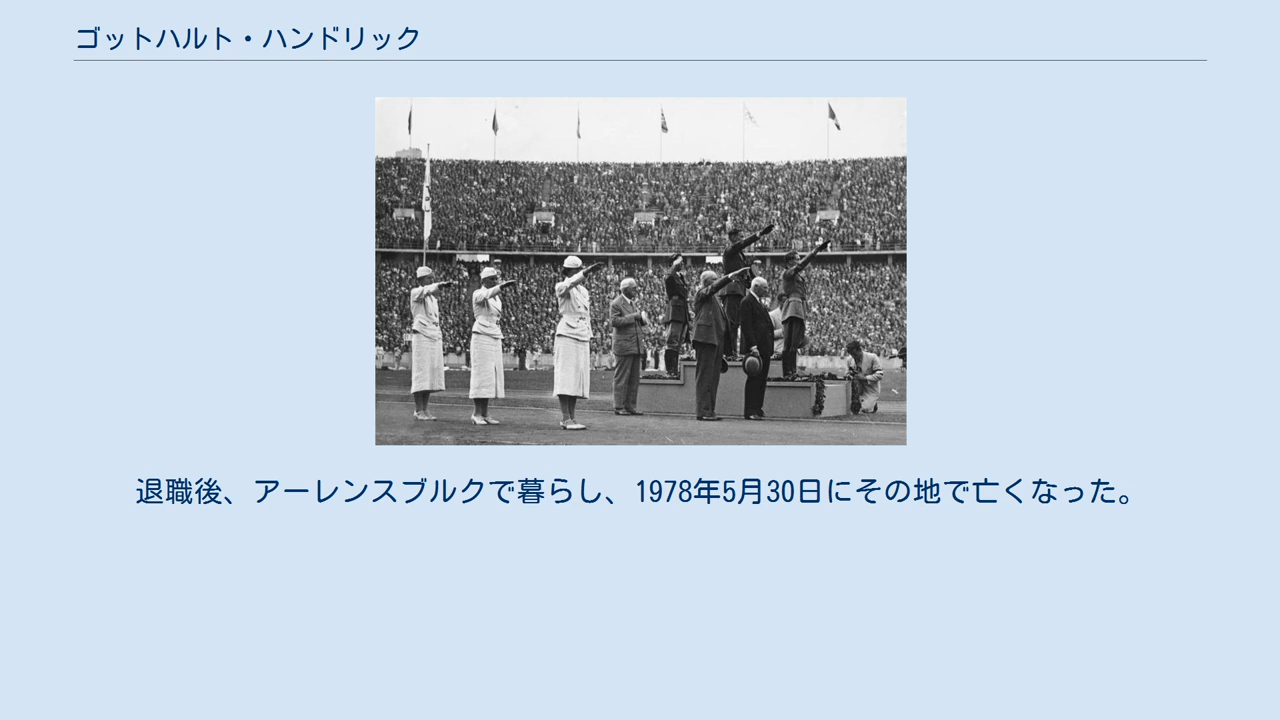 ゴットハルト・ハンドリック
退職後、アーレンスブルクで暮らし、1978年5月30日にその地で亡くなった。